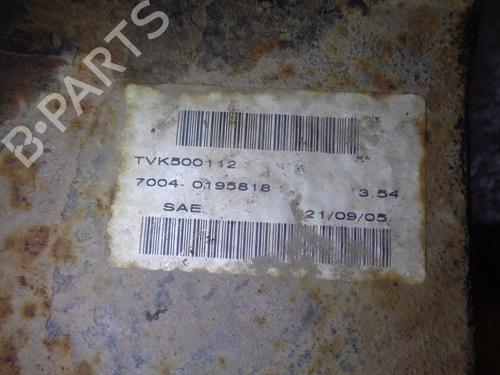 B-PARTS
TVK500112
7004- 0195818 3.54
SAE 21/09/05